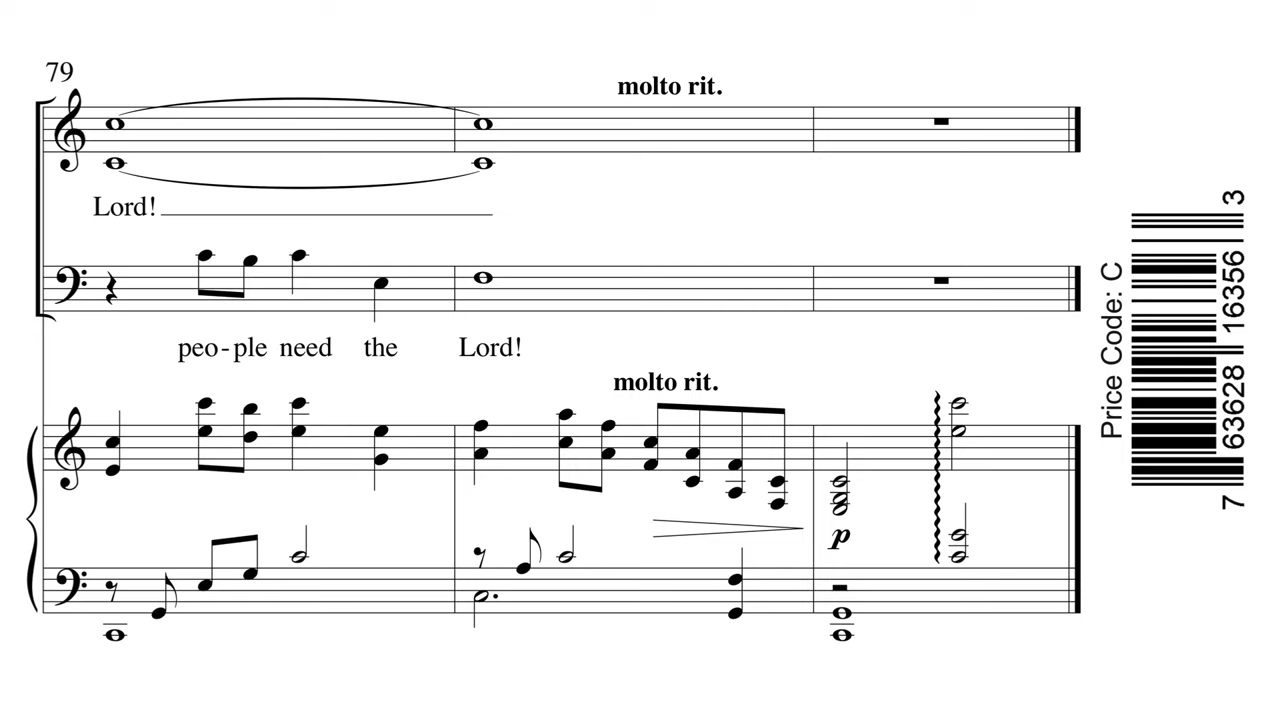 79
molto rit.
Lord!
peo-ple need the Lord!
molto rit.
p
Price Code: C
7 63628 16356 3